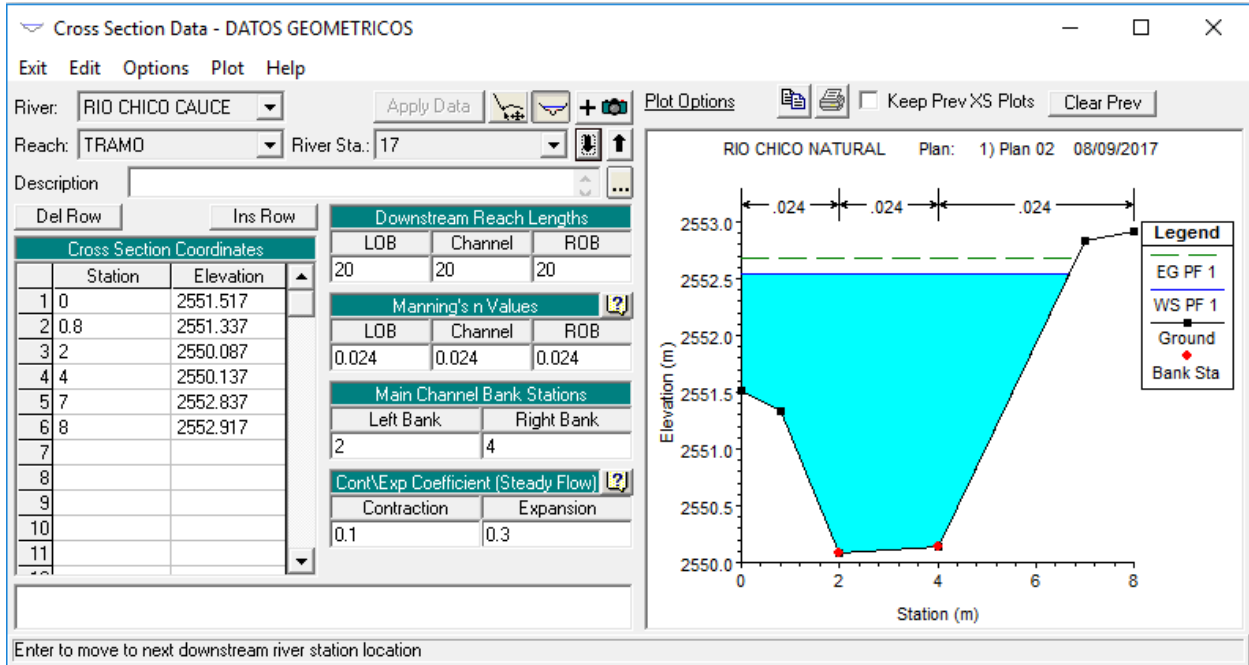 Cross Section Data - DATOS GEOMETRICOS
Exit Edit Options Plot Help
River: RIO CHICO CAUCE
Apply Data
Reach: TRAMO River Sta.: 17
Description ...
Del Row Ins Row
Cross Section Coordinates
Station Elevation
1 0 2551.517
2 0.8 2551.337
3 2 2550.087
4 4 2550.137
5 7 2552.837
6 8 2552.917
7
8
9
10
11
Downstream Reach Lengths
LOB Channel ROB
20 20 20
Manning's n Values
LOB Channel ROB
0.024 0.024 0.024
Main Channel Bank Stations
Left Bank Right Bank
2 4
Cont\Exp Coefficient (Steady Flow)
Contraction Expansion
0.1 0.3
Plot Options Keep Prev XS Plots Clear Prev
RIO CHICO NATURAL Plan: 1) Plan 02 08/09/2017
.024 .024 .024
2553.0
2552.5
2552.0
2551.5
2551.0
2550.5
2550.0
Elevation (m)
0 2 4 6 8
Station (m)
Legend
EG PF 1
WS PF 1
Ground
Bank Sta
Enter to move to next downstream river station location